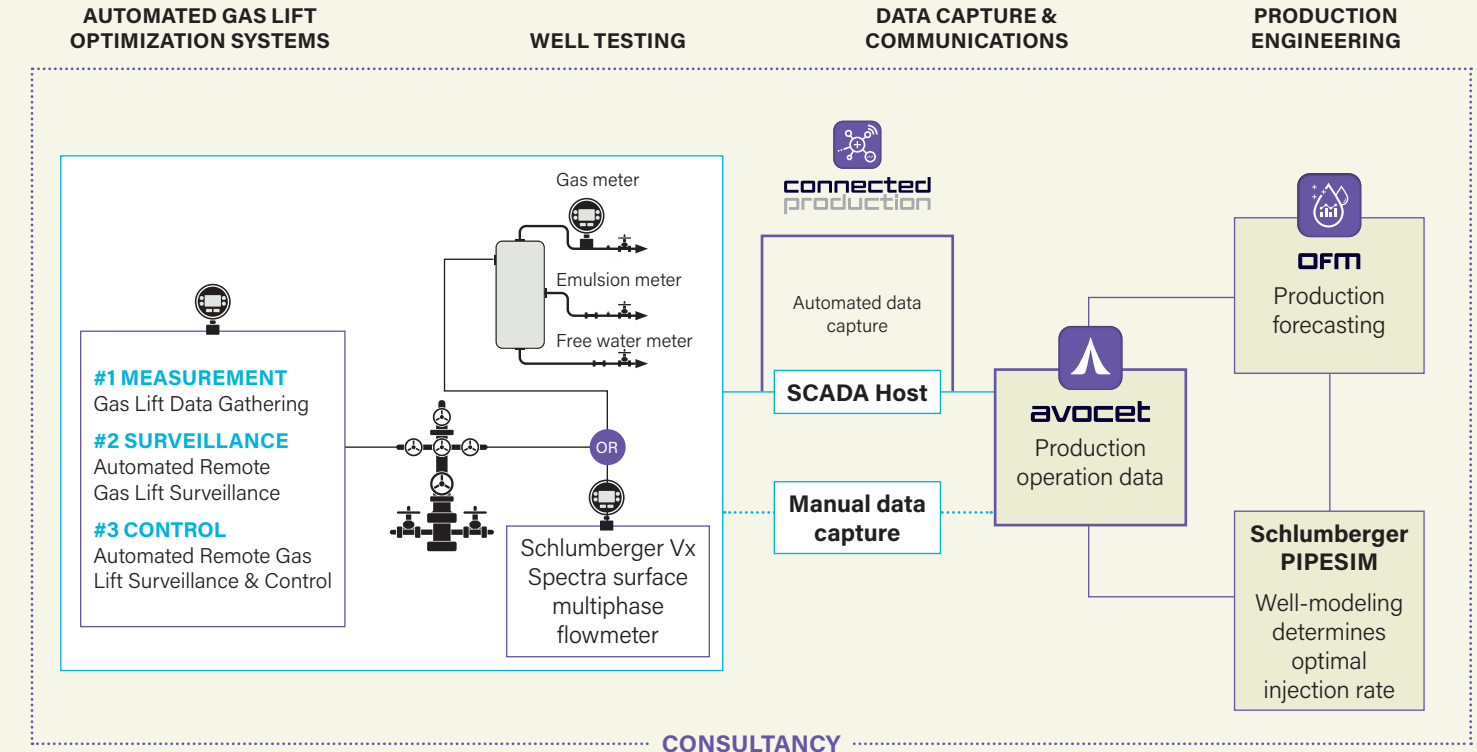 AUTOMATED GAS LIFT
OPTIMIZATION SYSTEMS
WELL TESTING
DATA CAPTURE &
COMMUNICATIONS
PRODUCTION
ENGINEERING
#1 MEASUREMENT
Gas Lift Data Gathering
#2 SURVEILLANCE
Automated Remote
Gas Lift Surveillance
#3 CONTROL
Automated Remote Gas
Lift Surveillance & Control
Gas meter
Emulsion meter
Free water meter
OR
Schlumberger Vx
Spectra surface
multiphase
flowmeter
connected
production
Automated data
capture
SCADA Host
Manual data
capture
avocet
Production
operation data
OFM
Production
forecasting
Schlumberger
PIPESIM
Well-modeling
determines
optimal
injection rate
CONSULTANCY